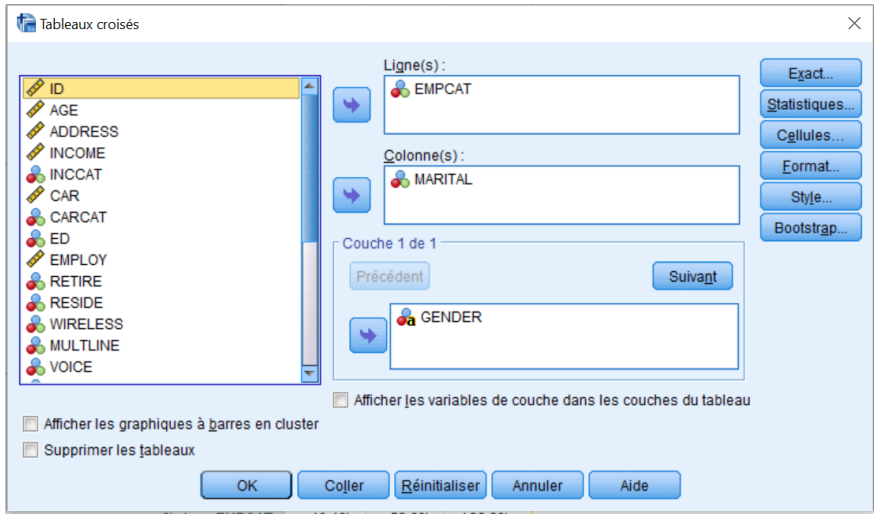 Tableaux croisés
ID
AGE
ADDRESS
INCOME
INCCAT
CAR
CARCAT
ED
EMPLOY
RETIRE
RESIDE
WIRELESS
MULTLINE
VOICE
Ligne(s) :
EMPCAT
Colonne(s) :
MARITAL
Couche 1 de 1
Précédent
Suivant
a GENDER
Afficher les variables de couche dans les couches du tableau
Exact...
Statistiques...
Cellules...
Format...
Style...
Bootstrap...
Afficher les graphiques à barres en cluster
Supprimer les tableaux
OK
Coller
Réinitialiser
Annuler
Aide